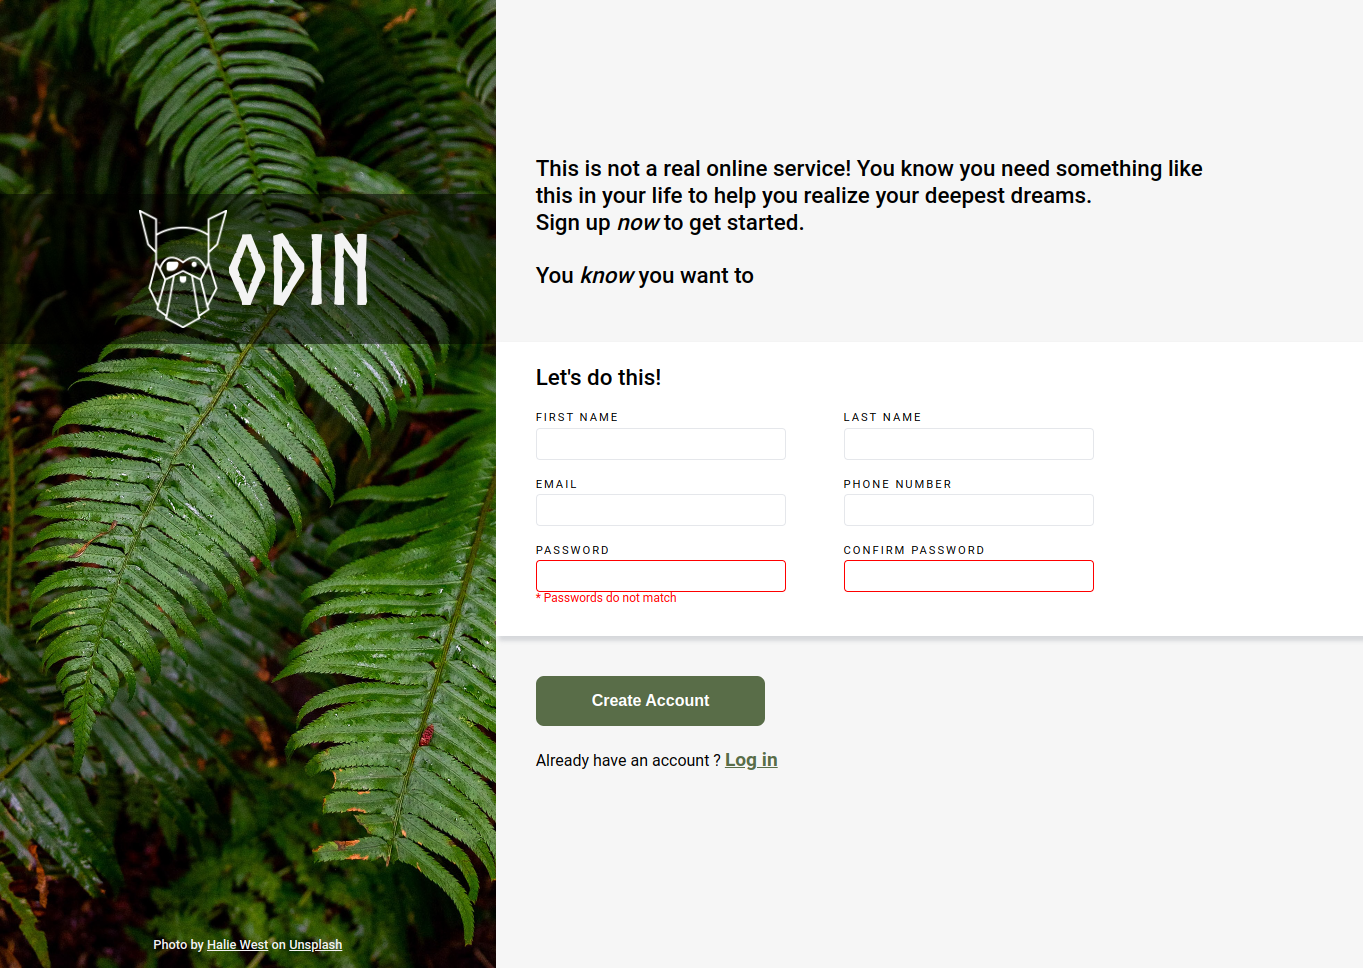 ODIN
Photo by Halie West on Unsplash
This is not a real online service! You know you need something like
this in your life to help you realize your deepest dreams.
Sign up now to get started.
You know you want to
Let's do this!
FIRST NAME
LAST NAME
EMAIL
PHONE NUMBER
PASSWORD
CONFIRM PASSWORD
* Passwords do not match
Create Account
Already have an account ? Log in